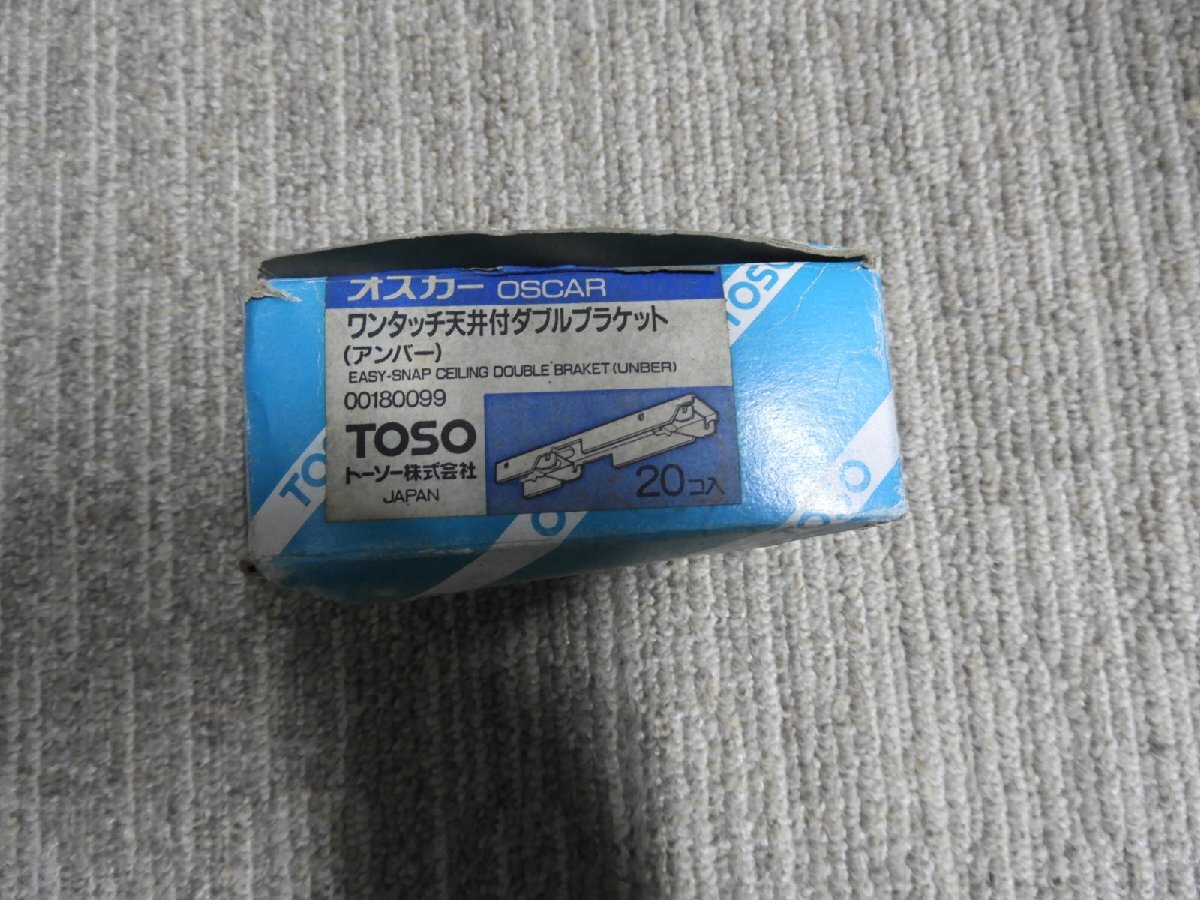 オスカー OSCAR
ワンタッチ天井付ダブルブラケット
(アンバー)
EASY-SNAP CEILING DOUBLE BRAKET (UNBER)
00180099
TOSO
トーソー株式会社
JAPAN
20コ入
TOSO
TO
O
OSO